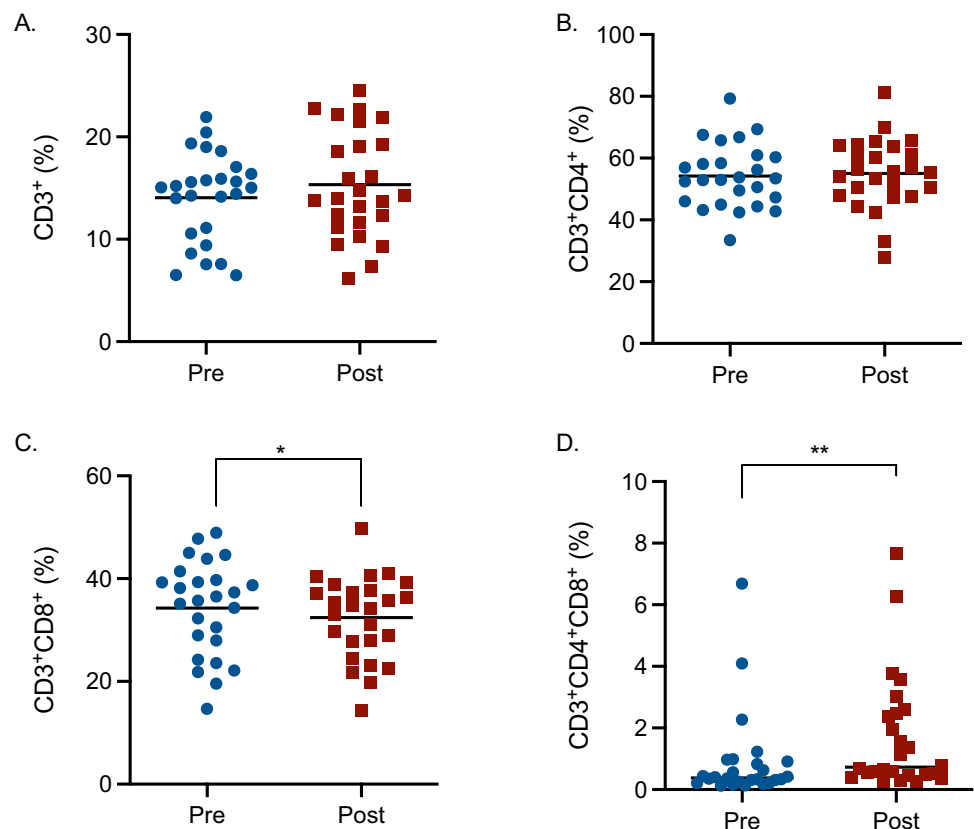 A.
CD3⁺ (%)
30
20
10
0
Pre Post
B.
CD3⁺CD4⁺ (%)
100
80
60
40
20
0
Pre Post
C.
CD3⁺CD8⁺ (%)
60
40
20
0
*
Pre Post
D.
CD3⁺CD4⁺CD8⁺ (%)
10
8
6
4
2
0
**
Pre Post